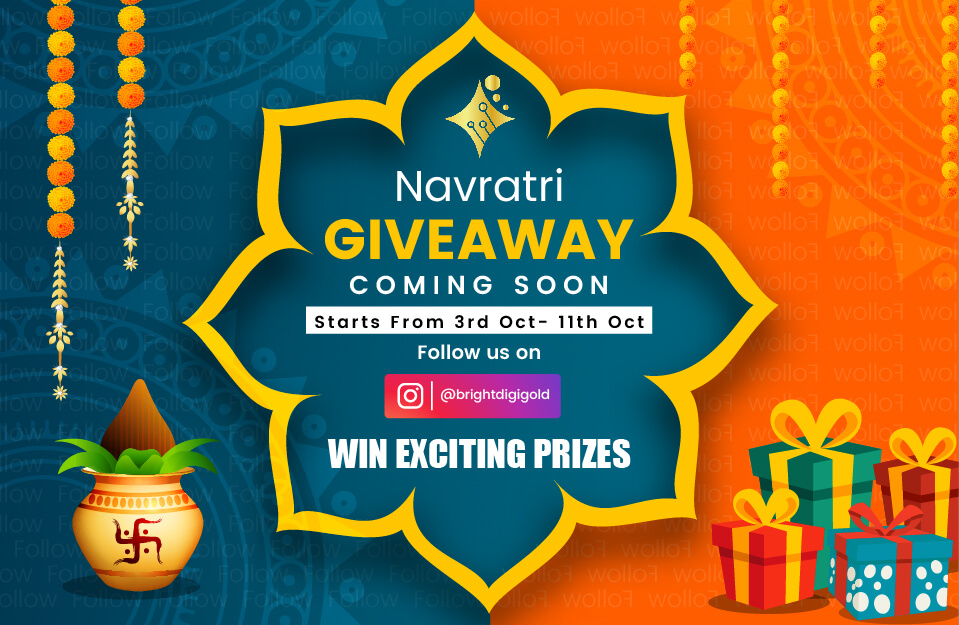 Navratri
GIVEAWAY
COMING SOON
Starts From 3rd Oct- 11th Oct
Follow us on
@brightdigigold
WIN EXCITING PRIZES